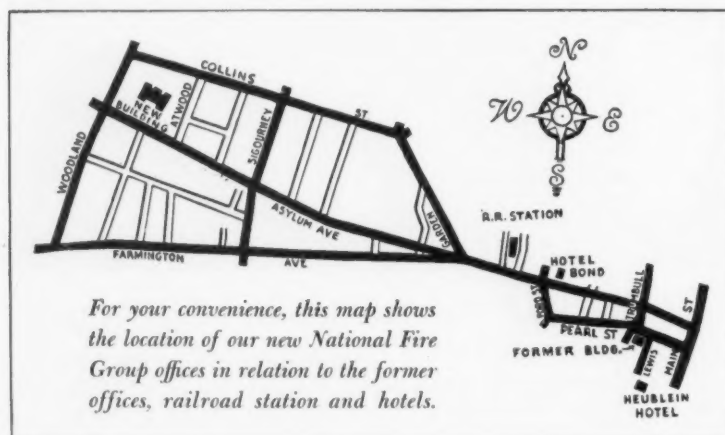 COLLINS
ST
NEW
BUILDING
ATWOOD
SIGOURNEY
WOODLAND
ASYLUM AVE
GARDEN
FARMINGTON
AVE
N
W
E
S
R.R. STATION
HOTEL
BOND
FORD ST
TRUMBULL
ST
PEARL ST
FORMER BLDG.
LEWIS
MAIN
HEUBLEIN
HOTEL
For your convenience, this map shows
the location of our new National Fire
Group offices in relation to the former
offices, railroad station and hotels.